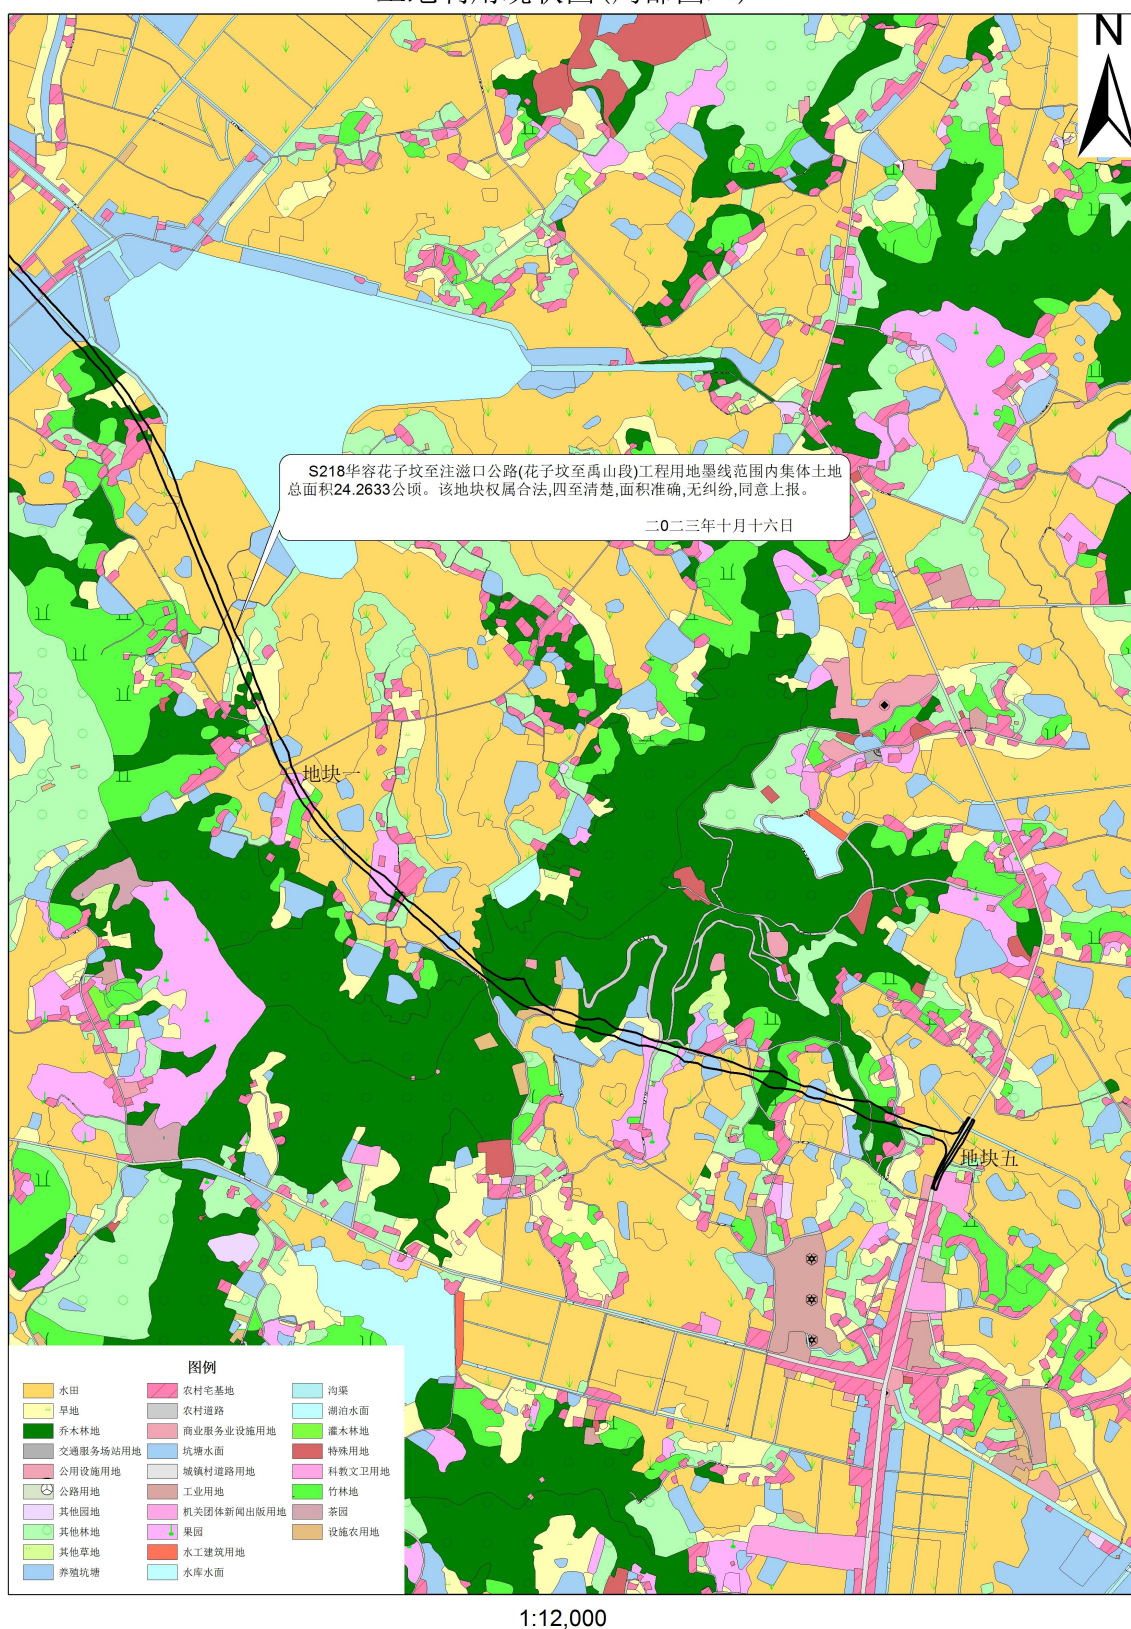 N
S218华容花子坟至注滋口公路(花子坟至禹山段)工程用地墨线范围内集体土地
总面积24.2633公顷。该地块权属合法,四至清楚,面积准确,无纠纷,同意上报。
二0二三年十月十六日
地块一
地块五
图例
水田
旱地
乔木林地
交通服务场站用地
公用设施用地
公路用地
其他园地
其他林地
其他草地
养殖坑塘
农村宅基地
农村道路
商业服务业设施用地
坑塘水面
城镇村道路用地
工业用地
机关团体新闻出版用地
果园
水工建筑用地
水库水面
沟渠
湖泊水面
灌木林地
特殊用地
科教文卫用地
竹林地
茶园
设施农用地
1:12,000